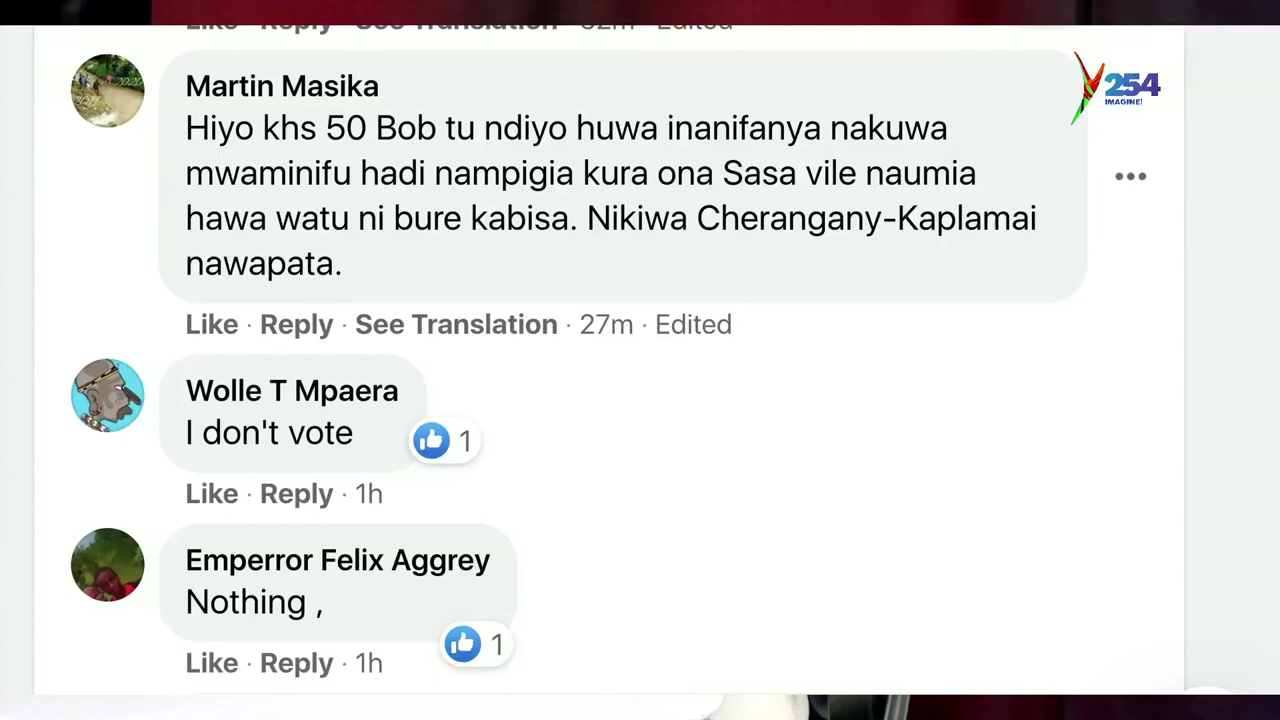 Like · Reply · See Translation · 32m · Edited
Martin Masika
Hiyo khs 50 Bob tu ndiyo huwa inanifanya nakuwa
mwaminifu hadi nampigia kura ona Sasa vile naumia
hawa watu ni bure kabisa. Nikiwa Cherangany-Kaplamai
nawapata.
Like · Reply · See Translation · 27m · Edited
Wolle T Mpaera
I don't vote
1
Like · Reply · 1h
Emperror Felix Aggrey
Nothing ,
1
Like · Reply · 1h
Y254
IMAGINE!